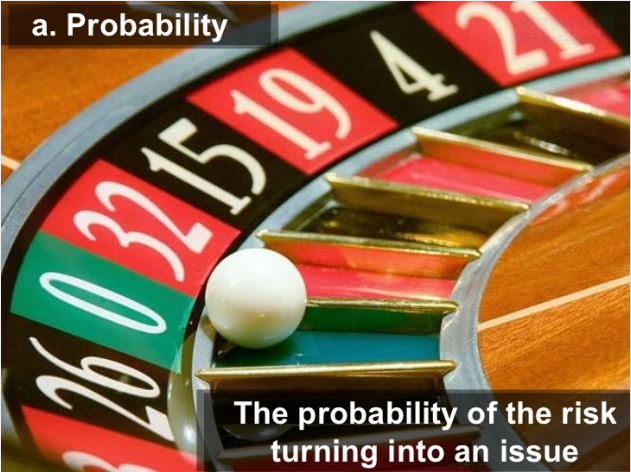 a. Probability
21
4
19
15
32
0
26
The probability of the risk
turning into an issue